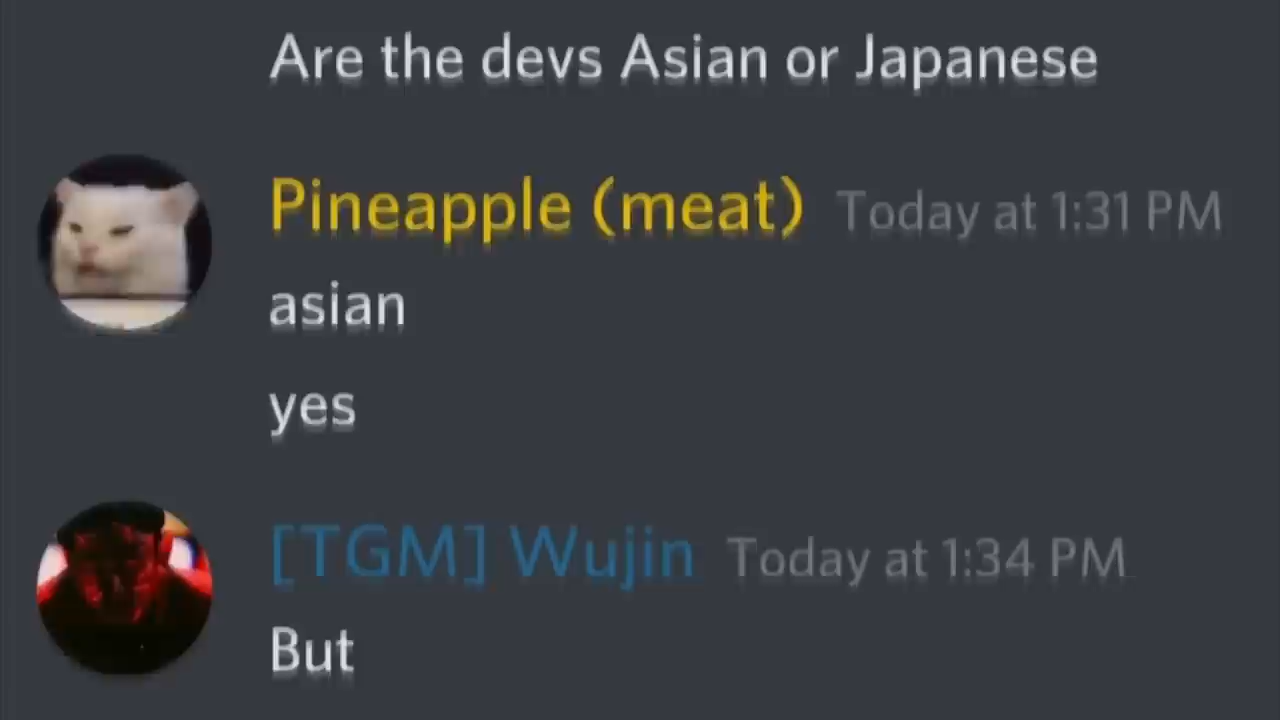 Are the devs Asian or Japanese
Pineapple (meat) Today at 1:31 PM
asian
yes
[TGM] Wujin Today at 1:34 PM
But